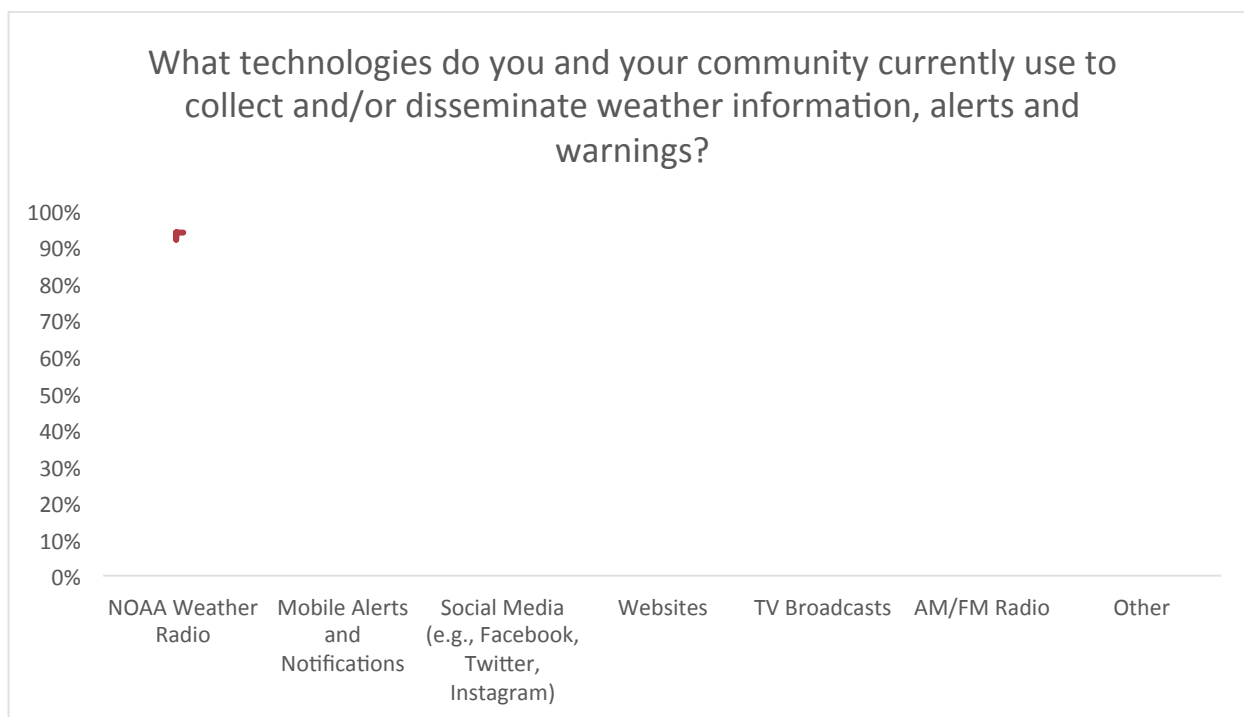 What technologies do you and your community currently use to
collect and/or disseminate weather information, alerts and
warnings?
100%
90%
80%
70%
60%
50%
40%
30%
20%
10%
0%
NOAA Weather
Radio
Mobile Alerts
and
Notifications
Social Media
(e.g., Facebook,
Twitter,
Instagram)
Websites
TV Broadcasts
AM/FM Radio
Other